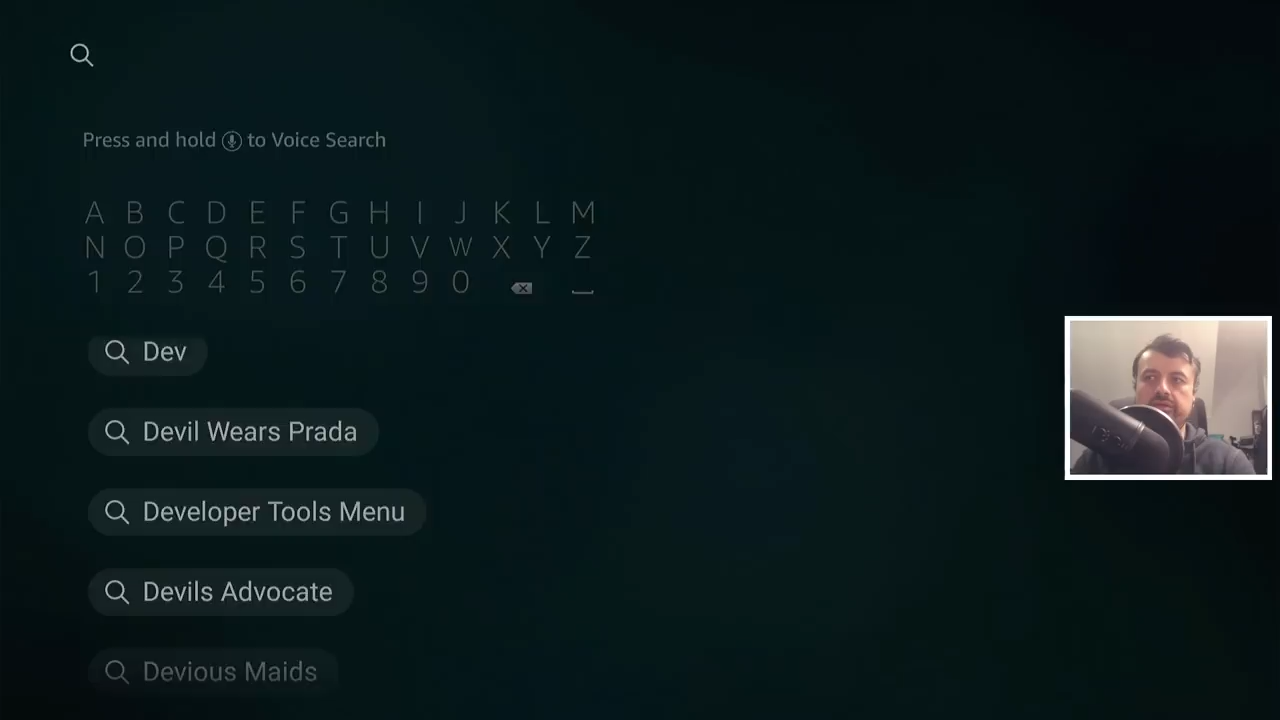 Press and hold to Voice Search
A B C D E F G H I J K L M
N O P Q R S T U V W X Y Z
1 2 3 4 5 6 7 8 9 0
Dev
Devil Wears Prada
Developer Tools Menu
Devils Advocate
Devious Maids